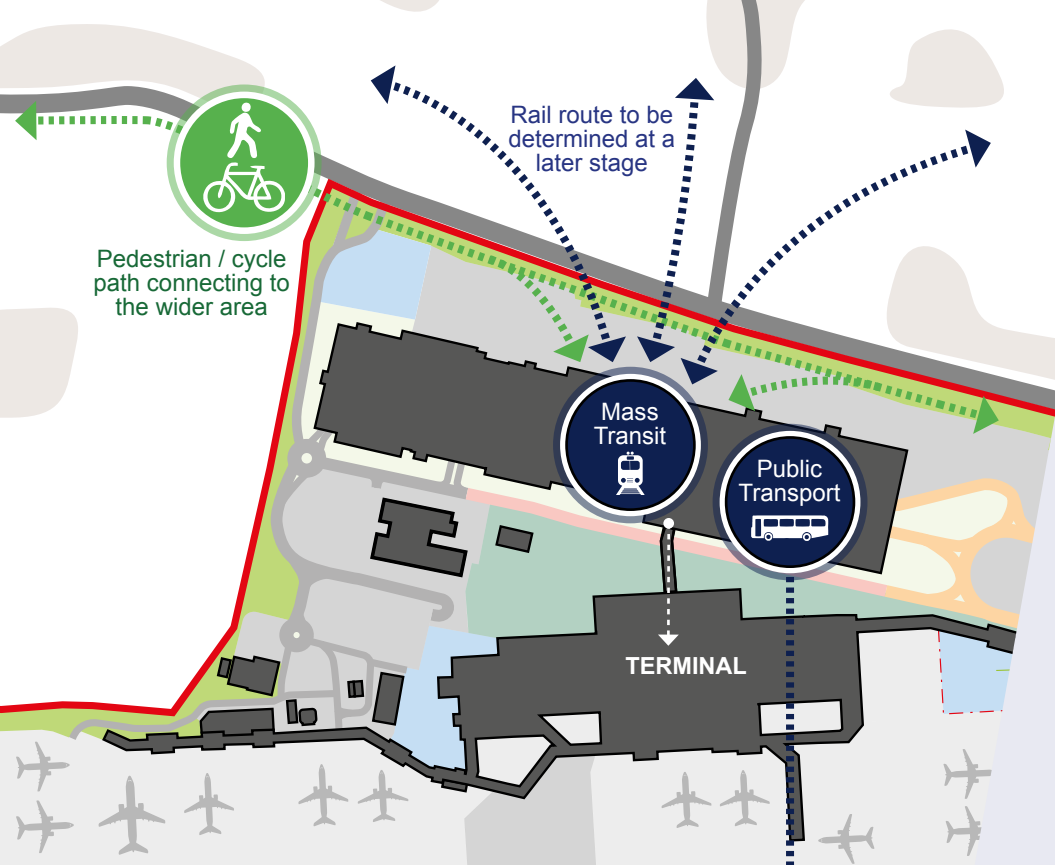 Rail route to be
determined at a
later stage
Pedestrian / cycle
path connecting to
the wider area
Mass
Transit
Public
Transport
TERMINAL